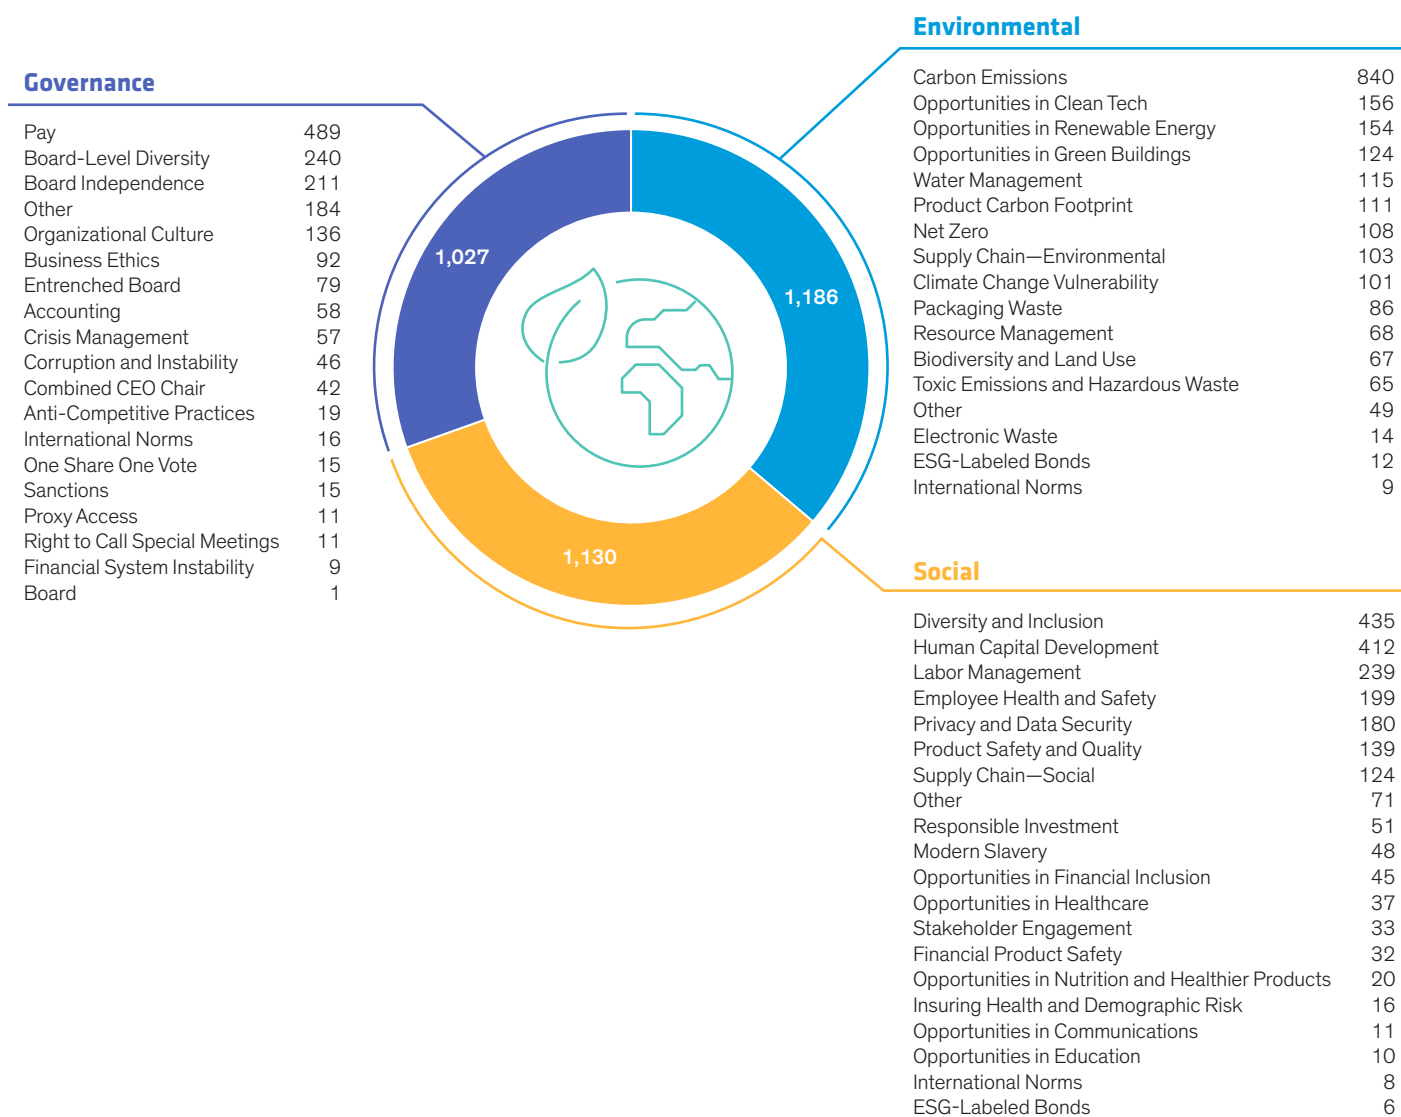 Governance
Pay 489
Board-Level Diversity 240
Board Independence 211
Other 184
Organizational Culture 136
Business Ethics 92
Entrenched Board 79
Accounting 58
Crisis Management 57
Corruption and Instability 46
Combined CEO Chair 42
Anti-Competitive Practices 19
International Norms 16
One Share One Vote 15
Sanctions 15
Proxy Access 11
Right to Call Special Meetings 11
Financial System Instability 9
Board 1
1,027
1,186
1,130
Environmental
Carbon Emissions 840
Opportunities in Clean Tech 156
Opportunities in Renewable Energy 154
Opportunities in Green Buildings 124
Water Management 115
Product Carbon Footprint 111
Net Zero 108
Supply Chain—Environmental 103
Climate Change Vulnerability 101
Packaging Waste 86
Resource Management 68
Biodiversity and Land Use 67
Toxic Emissions and Hazardous Waste 65
Other 49
Electronic Waste 14
ESG-Labeled Bonds 12
International Norms 9
Social
Diversity and Inclusion 435
Human Capital Development 412
Labor Management 239
Employee Health and Safety 199
Privacy and Data Security 180
Product Safety and Quality 139
Supply Chain—Social 124
Other 71
Responsible Investment 51
Modern Slavery 48
Opportunities in Financial Inclusion 45
Opportunities in Healthcare 37
Stakeholder Engagement 33
Financial Product Safety 32
Opportunities in Nutrition and Healthier Products 20
Insuring Health and Demographic Risk 16
Opportunities in Communications 11
Opportunities in Education 10
International Norms 8
ESG-Labeled Bonds 6